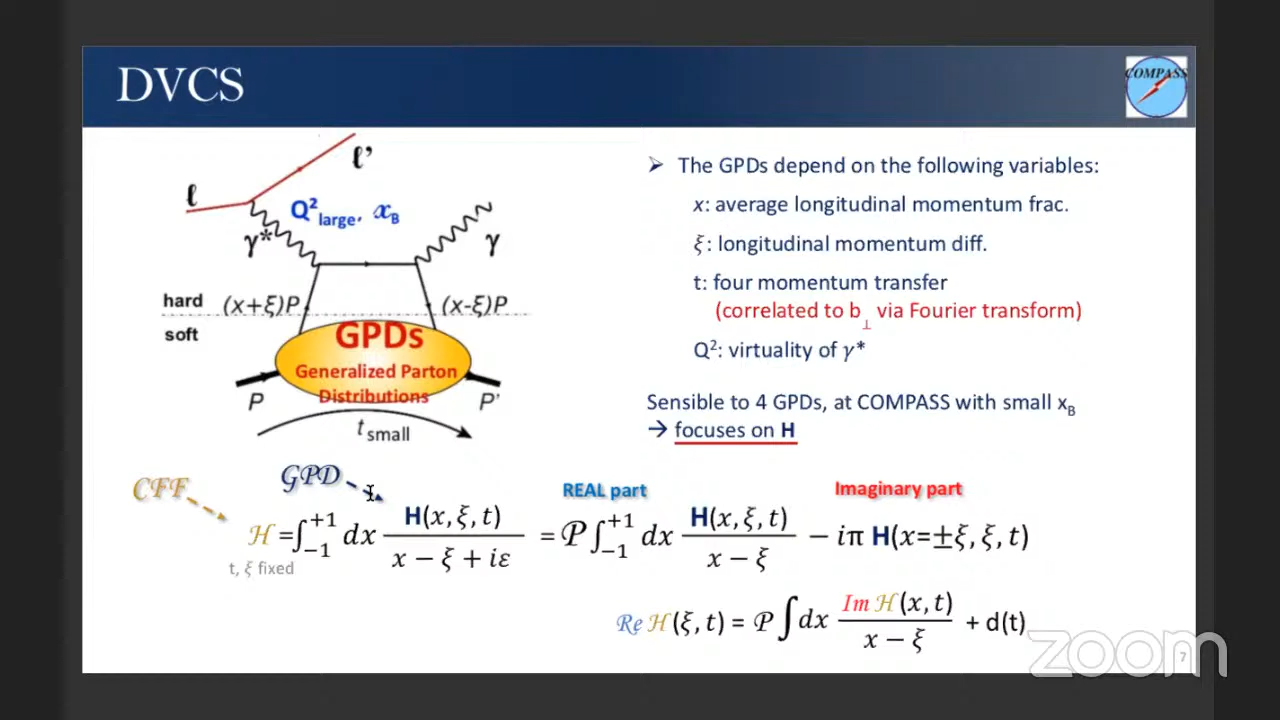 DVCS
COMPASS
ℓ’
ℓ
Q²large, xB
γ*
γ
hard
(x+ξ)P
(x-ξ)P
soft
GPDs
Generalized Parton
Distributions
P
P'
t small
➢ The GPDs depend on the following variables:
x: average longitudinal momentum frac.
ξ: longitudinal momentum diff.
t: four momentum transfer
(correlated to b⊥ via Fourier transform)
Q²: virtuality of γ*
Sensible to 4 GPDs, at COMPASS with small xB
→ focuses on H
CFF
GPD
REAL part
Imaginary part
ℋ =∫₋₁⁺¹ dx H(x, ξ, t) / (x − ξ + iε) = 𝒫∫₋₁⁺¹ dx H(x, ξ, t) / (x − ξ) − iπ H(x=±ξ, ξ, t)
t, ξ fixed
Re ℋ(ξ, t) = 𝒫∫dx Im ℋ(x, t) / (x − ξ) + d(t)
zoom
7